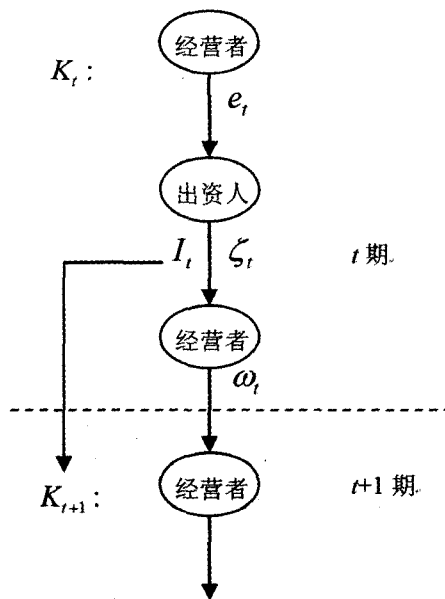 经营者
K_t :
e_t
出资人
I_t ζ_t t 期
经营者
ω_t
K_{t+1} : 经营者 t+1 期